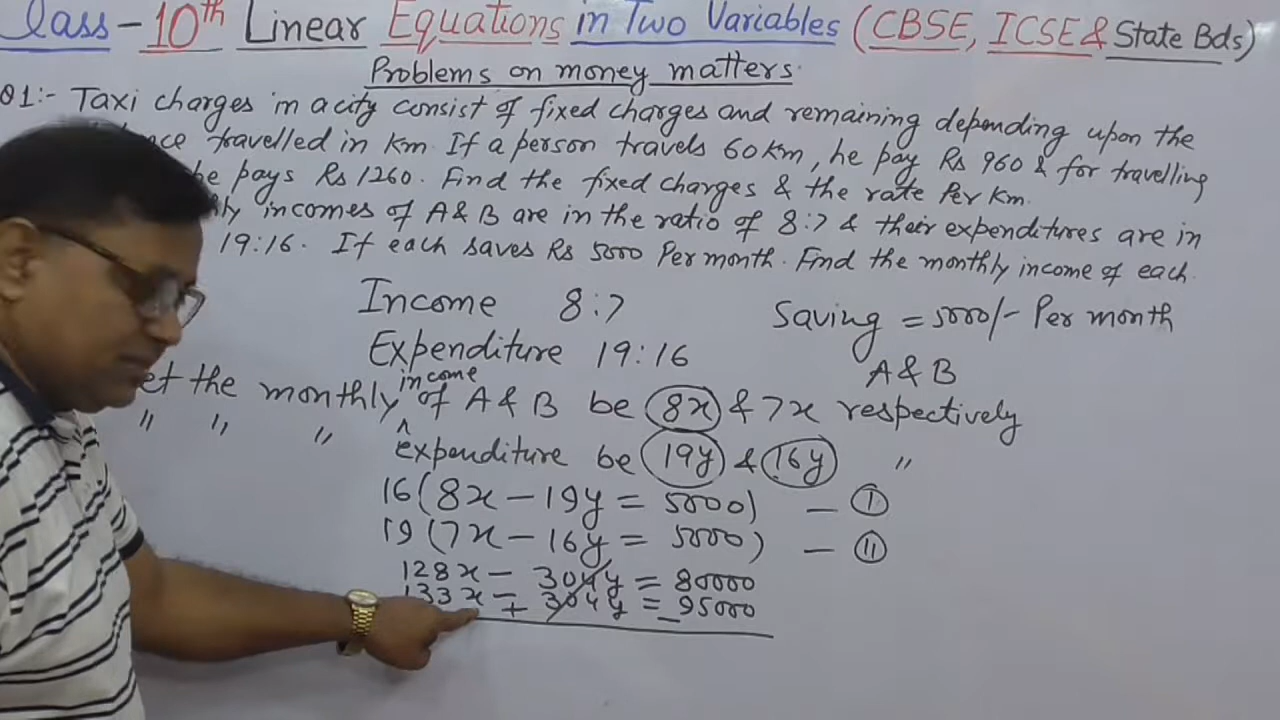 Class - 10th Linear Equations in Two Variables (CBSE, ICSE & State Bds)
Problems on money matters.
Q1:- Taxi charges in a city consist of fixed charges and remaining depending upon the
travelled in Km. If a person travels 60 Km, he pay Rs 960 & for travelling
he pays Rs 1260. Find the fixed charges & the rate Per Km.
incomes of A & B are in the ratio of 8:7 & their expenditures are in
19:16. If each saves Rs 5000 Per month. Find the monthly income of each.
Income 8:7 Saving = 5000/- Per month
Expenditure 19:16 A & B
the monthly income of A & B be 8x & 7x respectively
" " " expenditure be 19y & 16y "
16(8x - 19y = 5000) - I
19(7x - 16y = 5000) - II
128x - 304y = 80000
133x - 304y = 95000
+ -